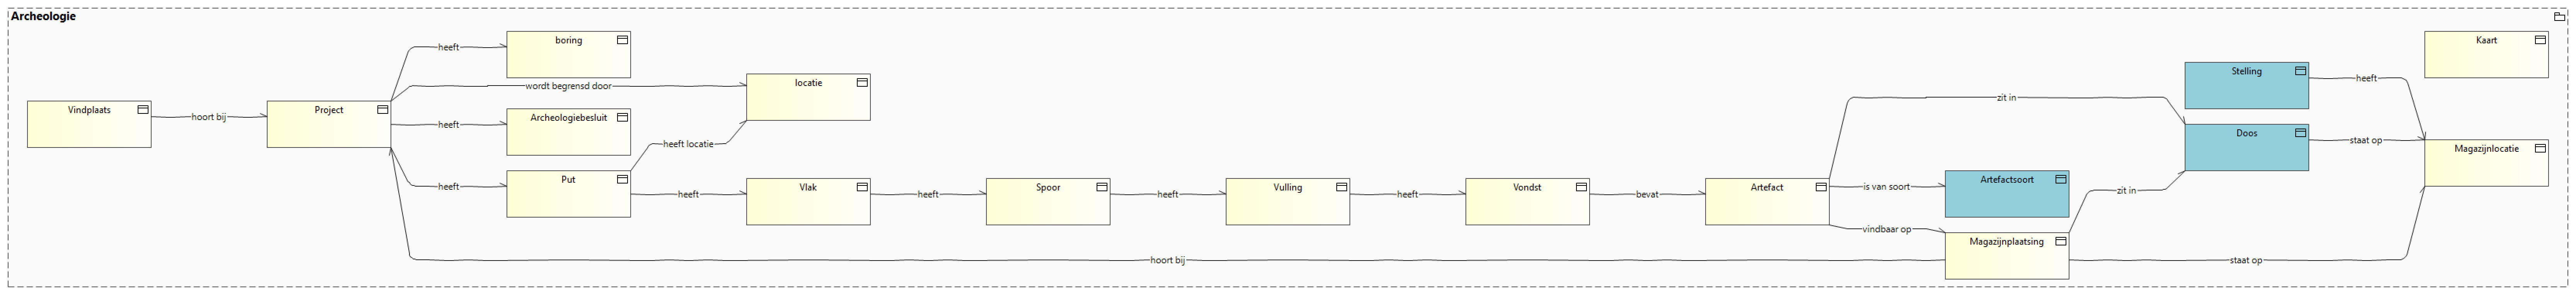 Archeologie
Kaart
boring
heeft
Stelling
heeft
locatie
wordt begrensd door
zit in
Vindplaats
hoort bij
Project
heeft
Archeologiebesluit
Doos
staat op
heeft locatie
Magazijnlocatie
heeft
Put
heeft
Vlak
heeft
Spoor
heeft
Vulling
heeft
Vondst
bevat
Artefact
is van soort
Artefactsoort
zit in
vindbaar op
Magazijnplaatsing
hoort bij
staat op